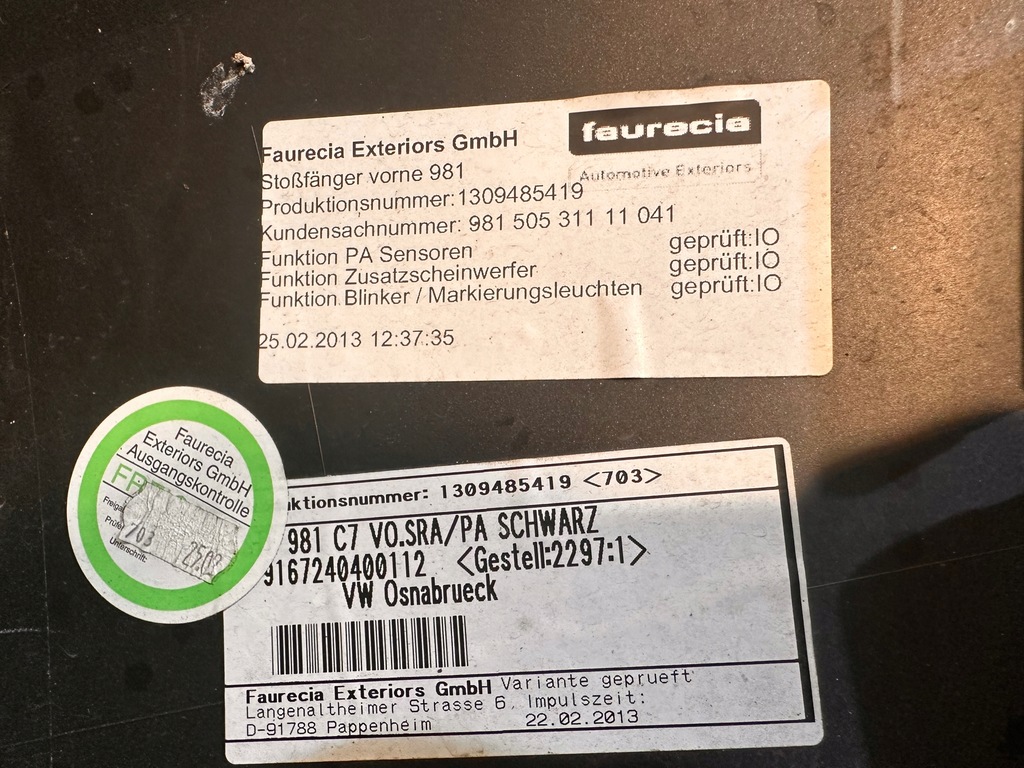 Faurecia Exteriors GmbH
faurecia
Automotive Exteriors
Stoßfänger vorne 981
Produktionsnummer:1309485419
Kundensachnummer: 981 505 311 11 041
Funktion PA Sensoren geprüft:IO
Funktion Zusatzscheinwerfer geprüft:IO
Funktion Blinker / Markierungsleuchten geprüft:IO
25.02.2013 12:37:35
Faurecia
Exteriors GmbH
Ausgangskontrolle
Prüfer 703
Unterschrift:
ktionsnummer: 1309485419 <703>
981 C7 VO.SRA/PA SCHWARZ
9167240400112 <Gestell:2297:1>
VW Osnabrueck
Faurecia Exteriors GmbH Variante geprueft
Langenaltheimer Strasse 6 Impulszeit:
D-91788 Pappenheim 22.02.2013